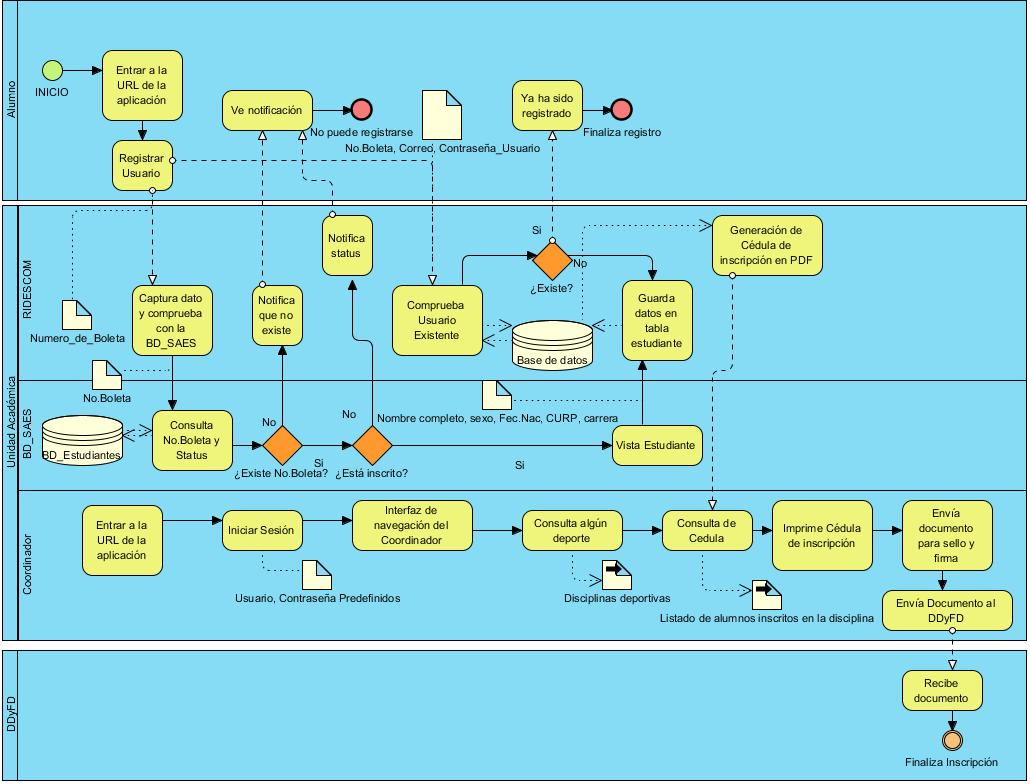 Alumno
INICIO
Entrar a la
URL de la
aplicación
Registrar
Usuario
Ve notificación
No puede registrarse
No.Boleta, Correo, Contraseña_Usuario
Ya ha sido
registrado
Finaliza registro
Unidad Académica
RIDESCOM
Numero_de_Boleta
Captura dato
y comprueba
con la
BD_SAES
Notifica
que no
existe
Notifica
status
Comprueba
Usuario
Existente
Si
No
¿Existe?
Base de datos
Guarda
datos en
tabla
estudiante
Generación de
Cédula de
inscripción en PDF
BD_SAES
No.Boleta
BD_Estudiantes
Consulta
No.Boleta y
Status
No
¿Existe No.Boleta?
Si
No
¿Está inscrito?
Nombre completo, sexo, Fec.Nac, CURP, carrera
Si
Vista Estudiante
Coordinador
Entrar a la
URL de la
aplicación
Iniciar Sesión
Usuario, Contraseña Predefinidos
Interfaz de
navegación del
Coordinador
Consulta algún
deporte
Disciplinas deportivas
Consulta de
Cedula
Listado de alumnos inscritos en la disciplina
Imprime Cédula
de inscripción
Envía
documento
para sello y
firma
Envía Documento al
DDyFD
DDyFD
Recibe
documento
Finaliza Inscripción